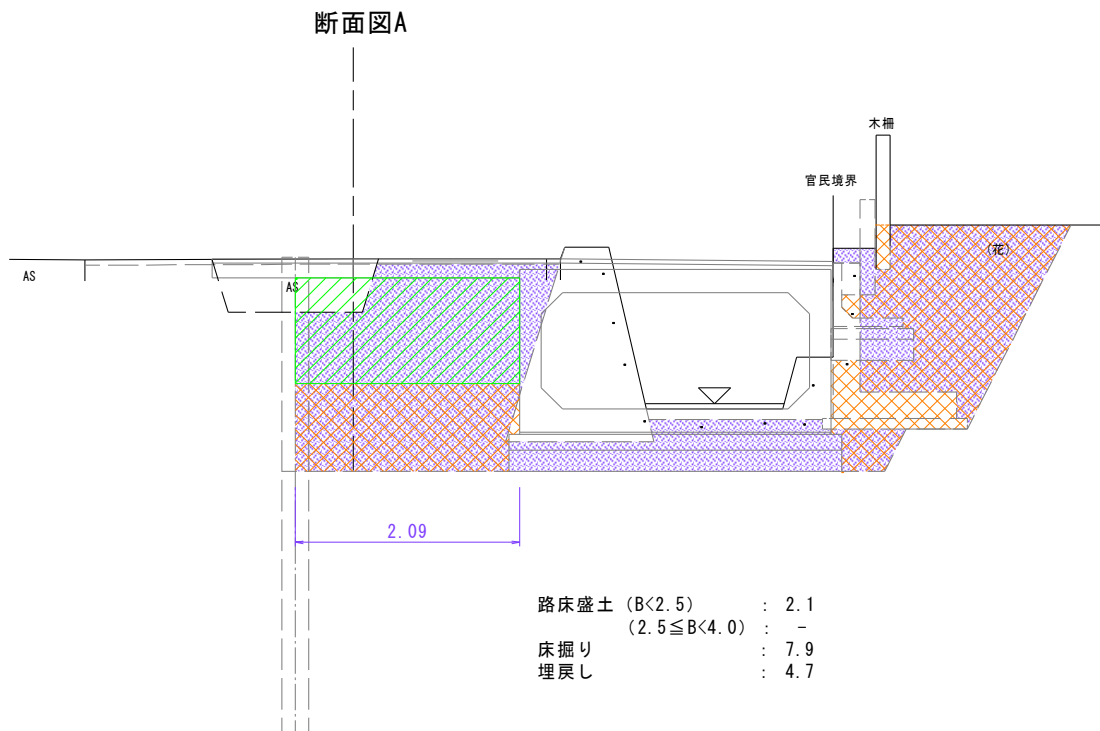 断面図A
木柵
官民境界
(花)
AS
AS
2.09
路床盛土 (B<2.5) : 2.1
(2.5≦B<4.0) : -
床掘り : 7.9
埋戻し : 4.7